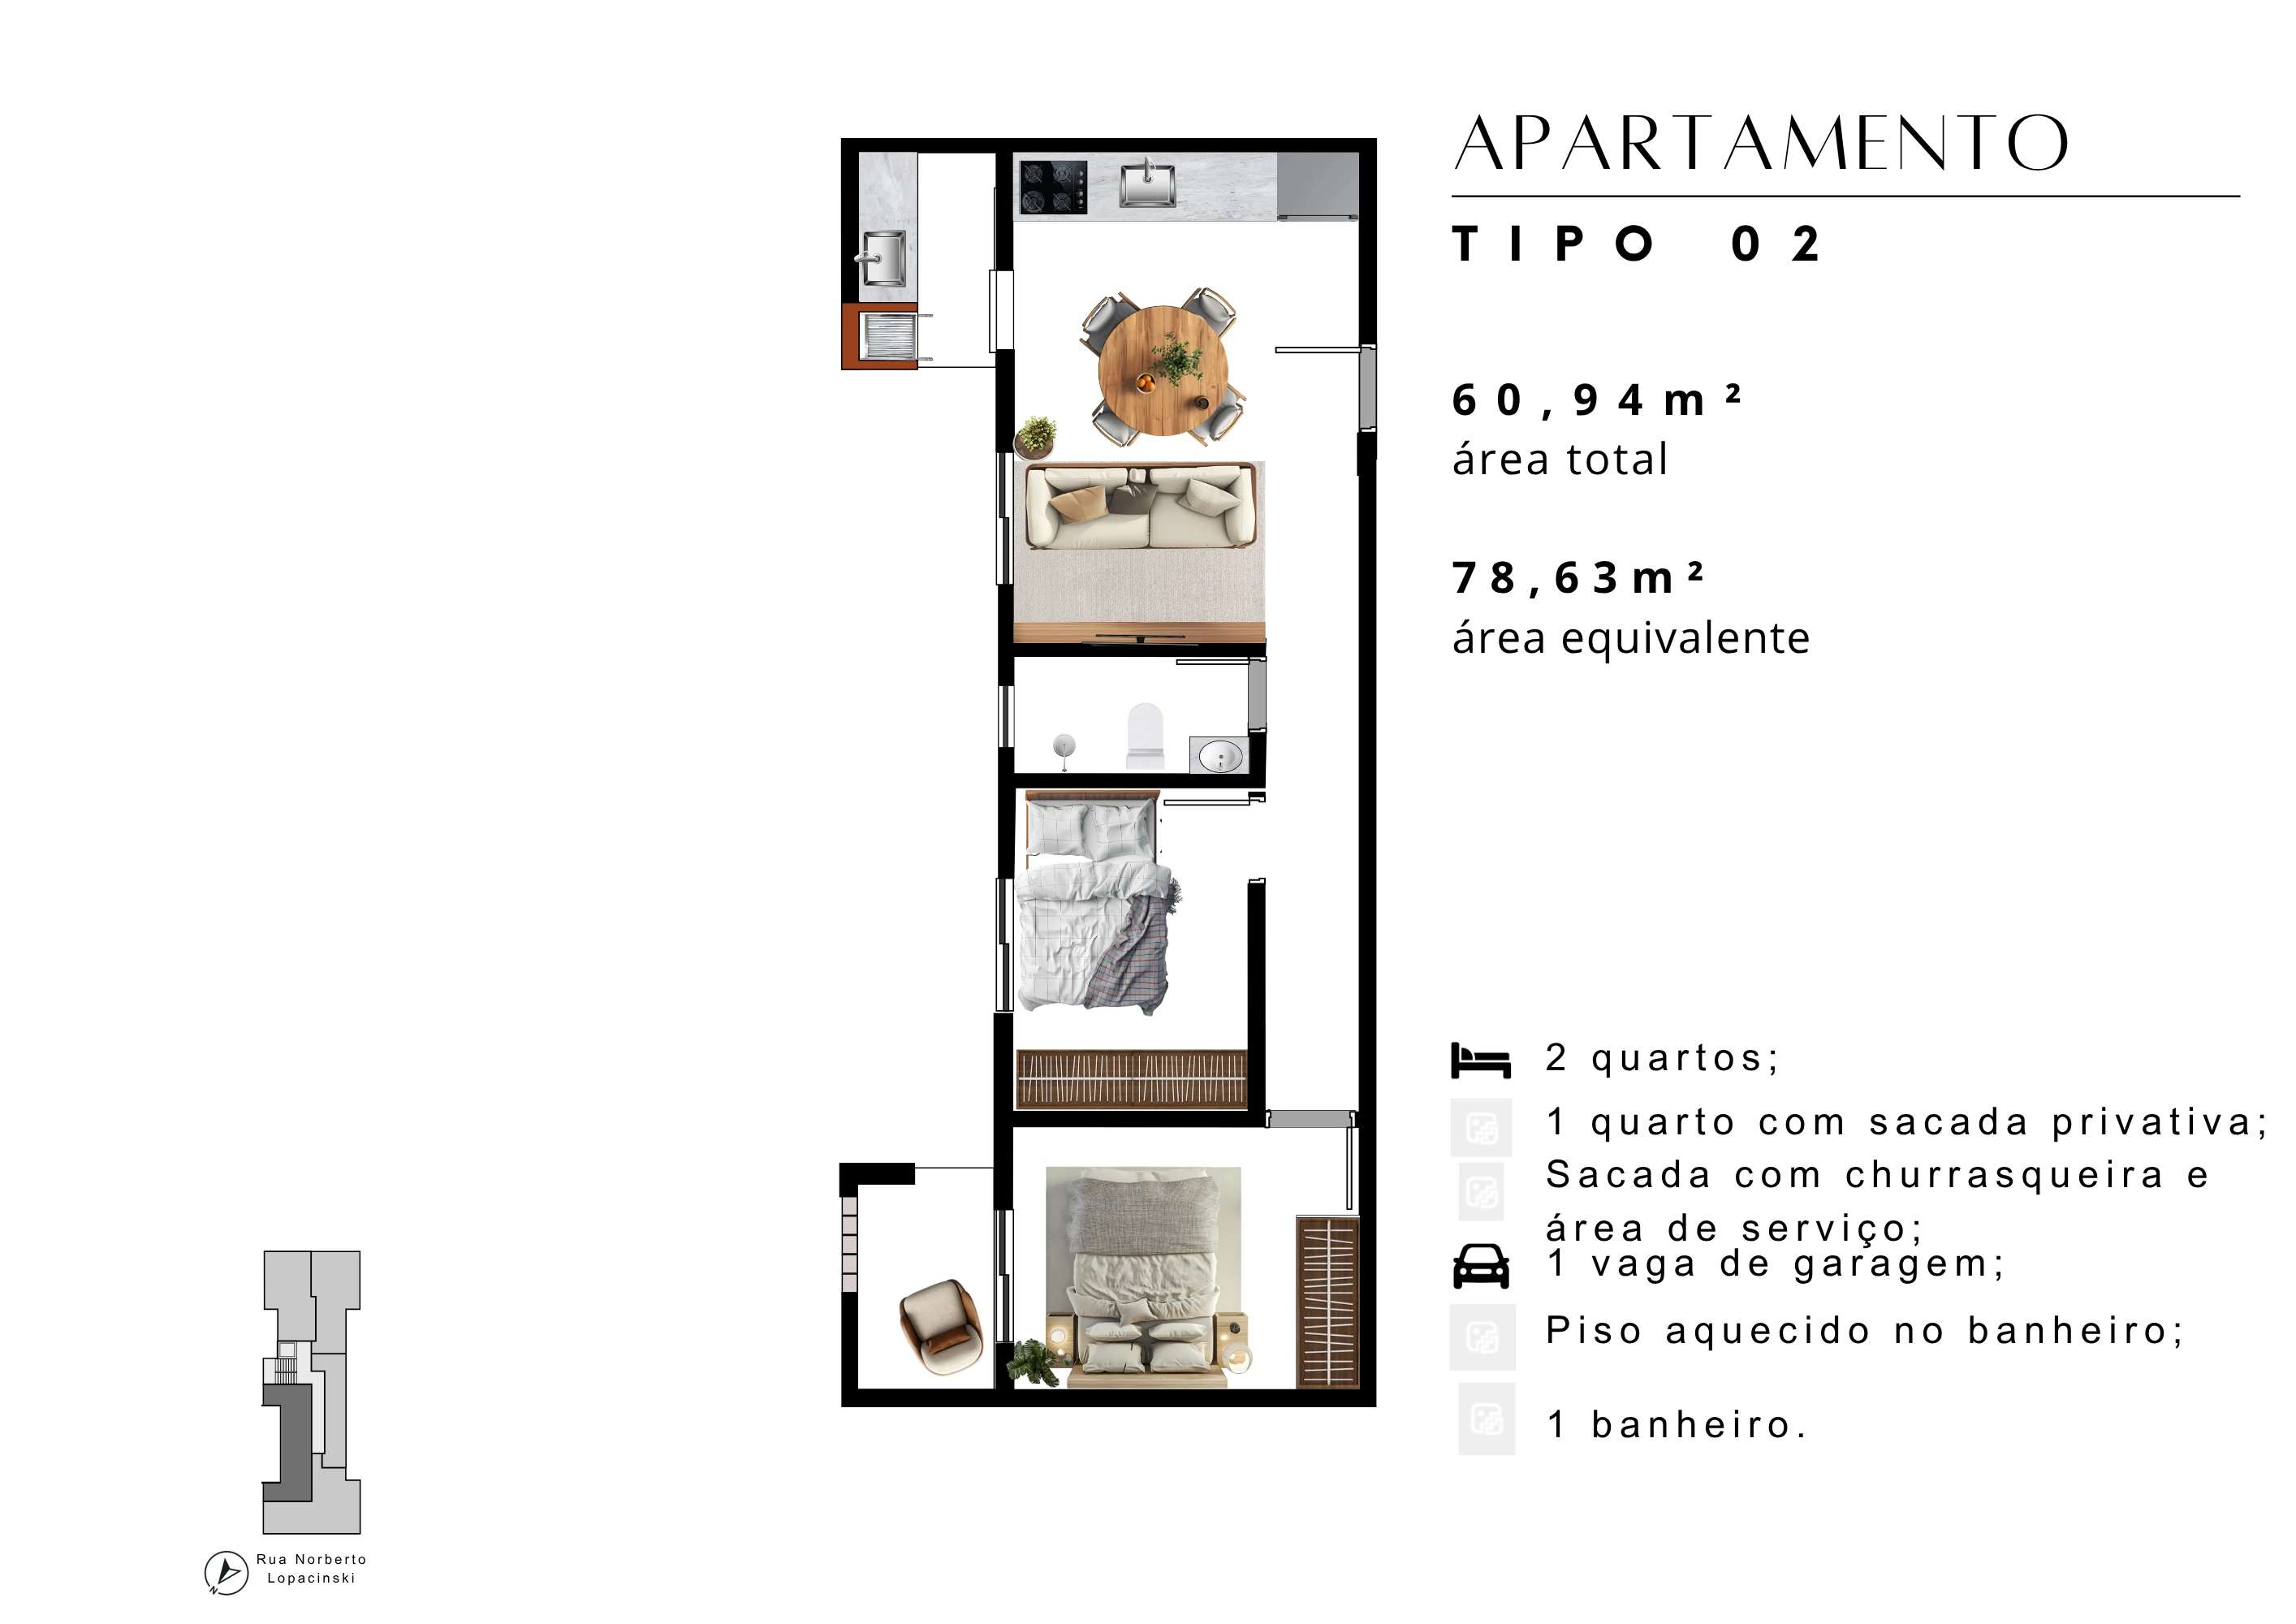 APARTAMENTO
TIPO 02
60,94m²
área total
78,63m²
área equivalente
2 quartos;
1 quarto com sacada privativa;
Sacada com churrasqueira e
área de serviço;
1 vaga de garagem;
Piso aquecido no banheiro;
1 banheiro.
Rua Norberto
Lopacinski
N